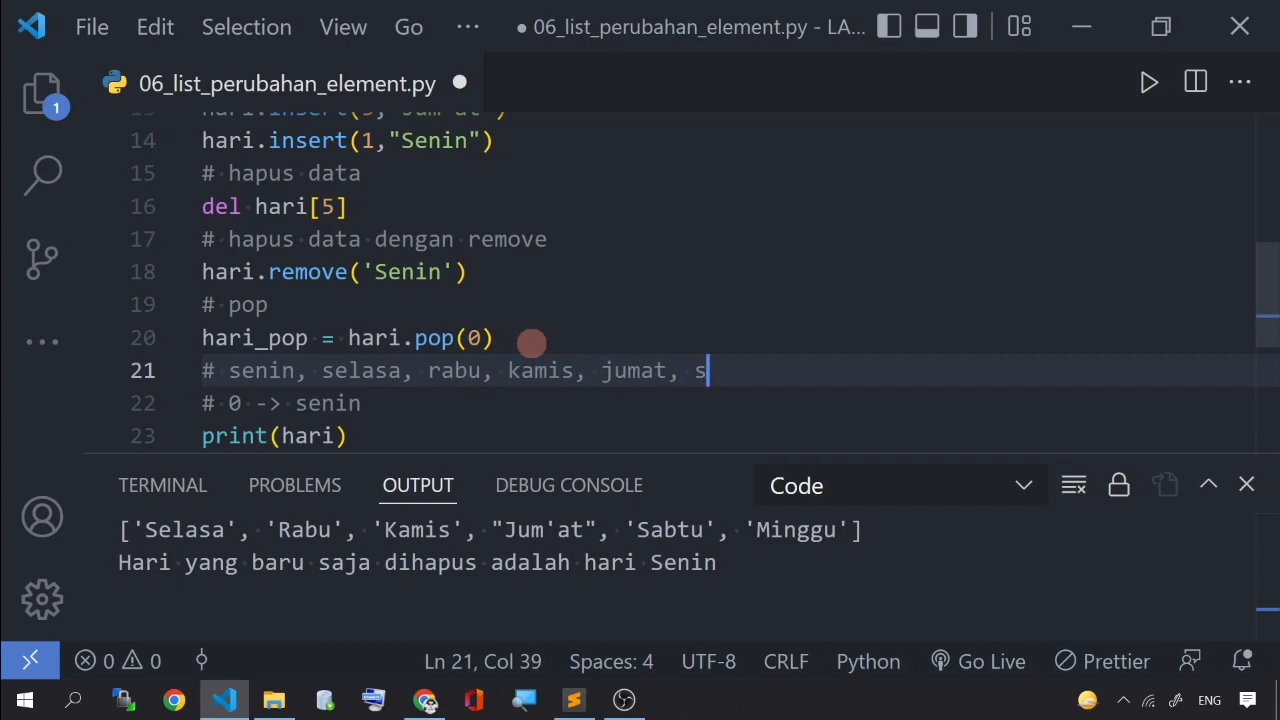 File Edit Selection View Go ··· ● 06_list_perubahan_element.py - LA...
06_list_perubahan_element.py ●
1
14 hari.insert(1,"Senin")
15 # hapus data
16 del hari[5]
17 # hapus data dengan remove
18 hari.remove('Senin')
19 # pop
20 hari_pop = hari.pop(0)
21 # senin, selasa, rabu, kamis, jumat, s
22 # 0 -> senin
23 print(hari)
TERMINAL PROBLEMS OUTPUT DEBUG CONSOLE Code
['Selasa', 'Rabu', 'Kamis', "Jum'at", 'Sabtu', 'Minggu']
Hari yang baru saja dihapus adalah hari Senin
0 0 Ln 21, Col 39 Spaces: 4 UTF-8 CRLF Python Go Live Prettier
ENG